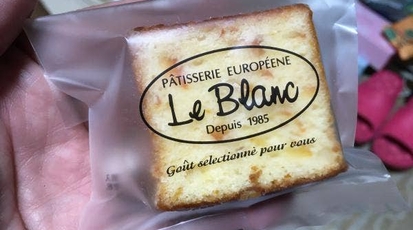 PÂTISSERIE EUROPÉENE
Le Blanc
Depuis 1985
Goût selectionné pour vous